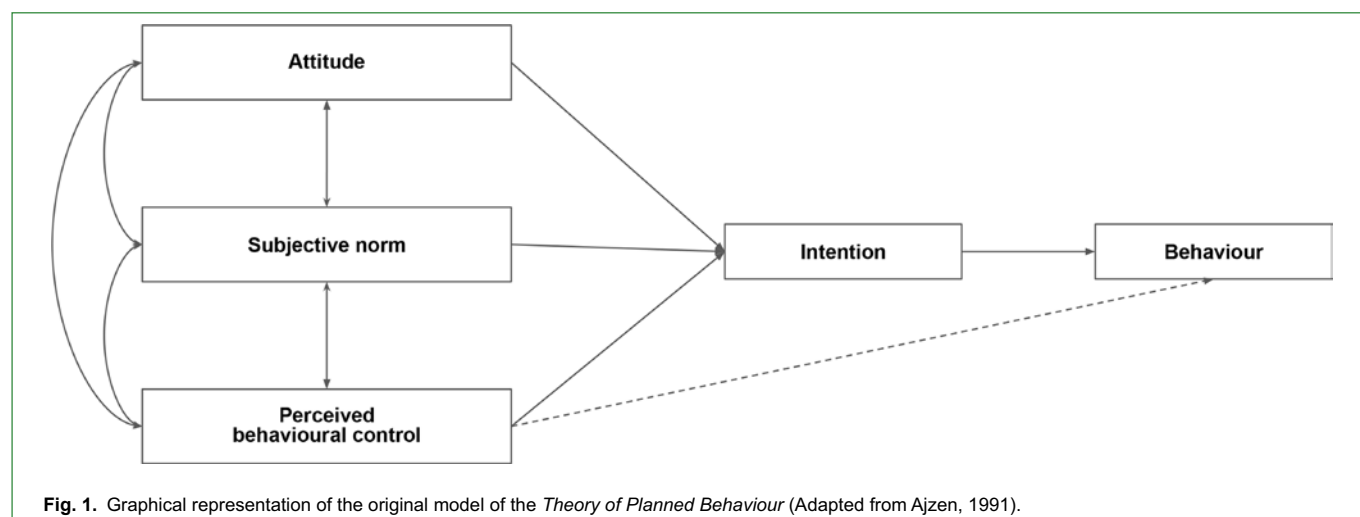 Attitude
Subjective norm
Intention
Behaviour
Perceived
behavioural control
Fig. 1. Graphical representation of the original model of the Theory of Planned Behaviour (Adapted from Ajzen, 1991).